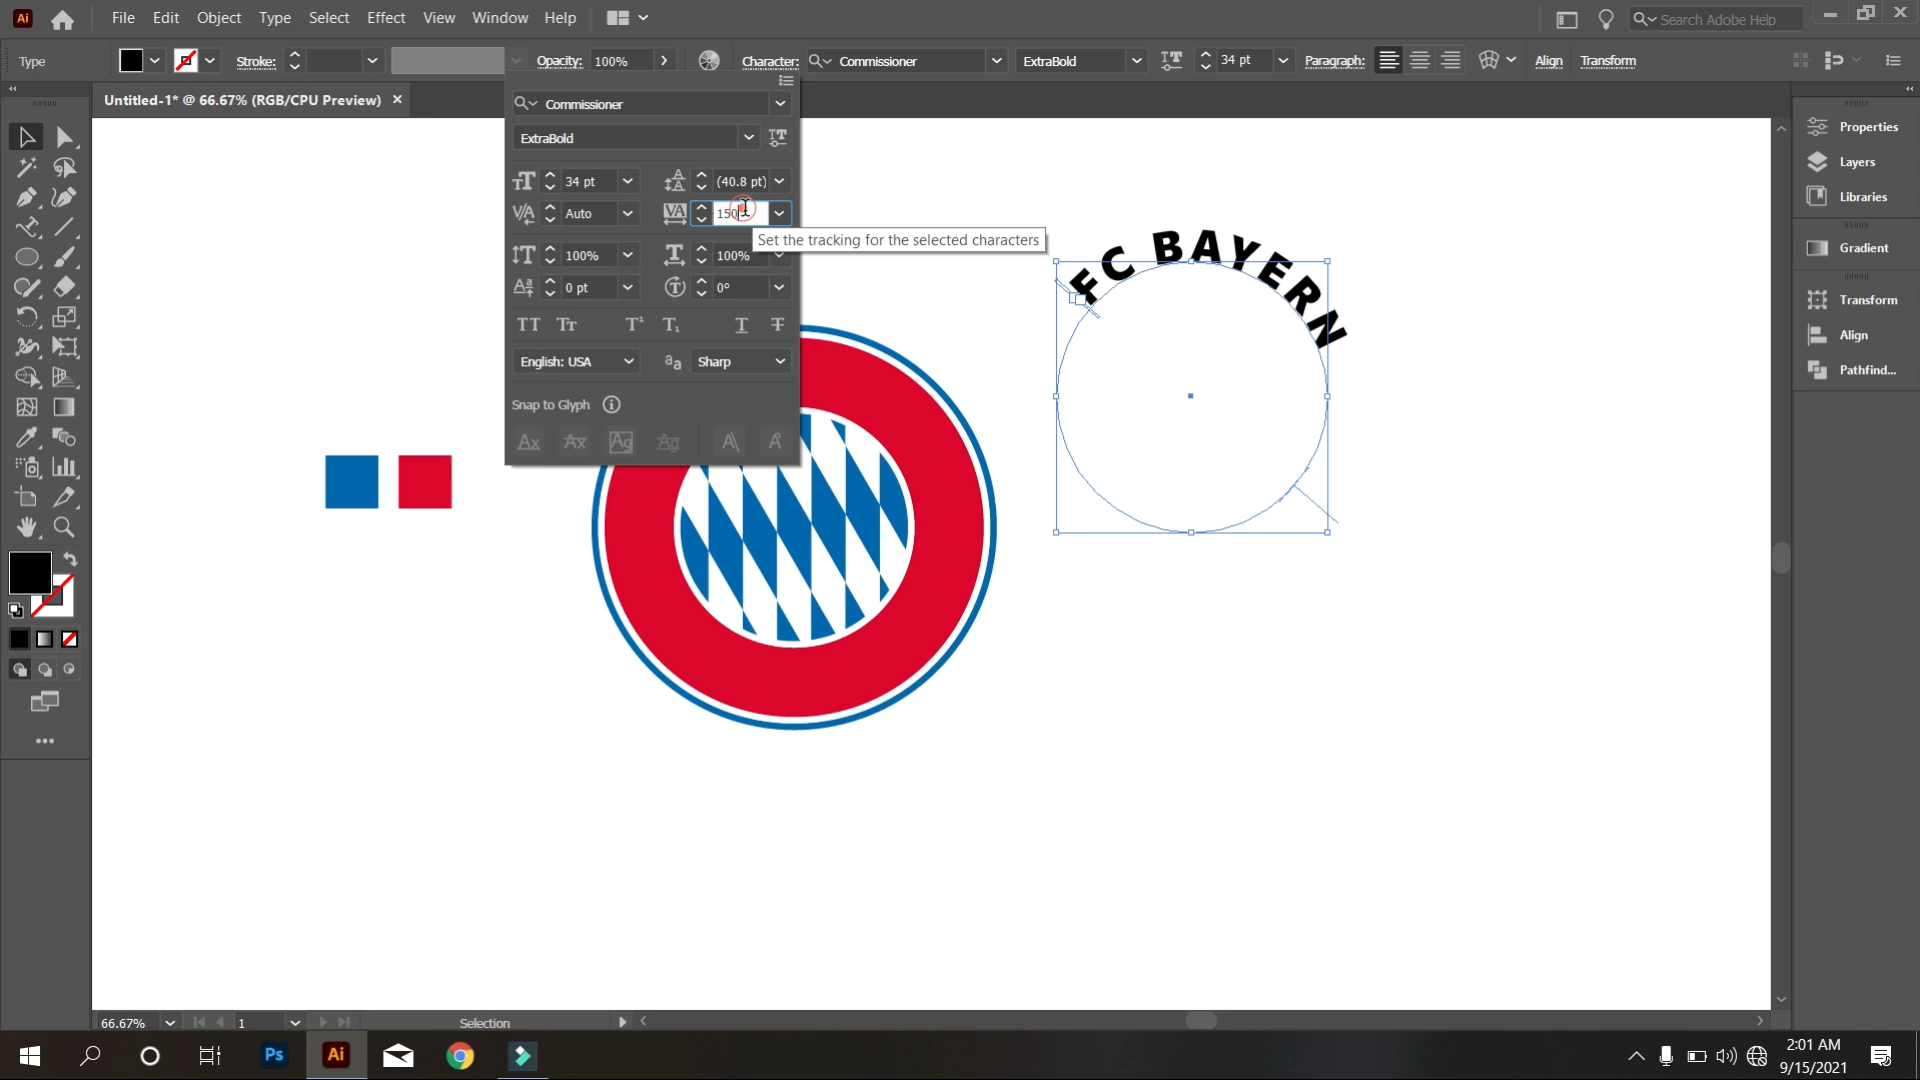 Ai File Edit Object Type Select Effect View Window Help Search Adobe Help
Type Stroke: Opacity: 100% Character: Commissioner ExtraBold 34 pt Paragraph: Align Transform
Untitled-1* @ 66.67% (RGB/CPU Preview)
Commissioner
ExtraBold
34 pt (40.8 pt)
Auto 150
Set the tracking for the selected characters
100% 100%
0 pt 0°
English: USA Sharp
Snap to Glyph
FC BAYERN
Properties
Layers
Libraries
Gradient
Transform
Align
Pathfind...
66.67% 1 Selection
Ps Ai
2:01 AM
9/15/2021